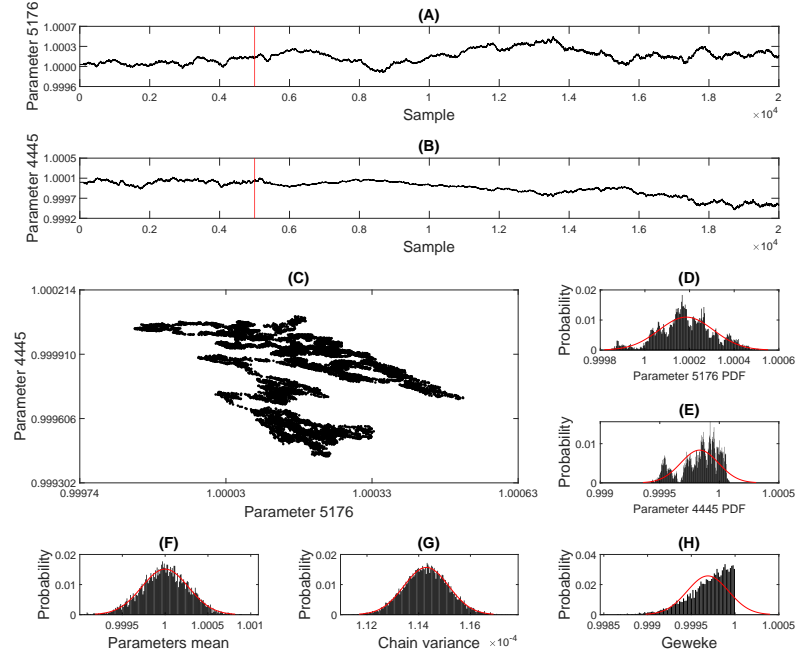 (A)
Parameter 5176
1.0007
1.0003
1.0000
0.9996
0 0.2 0.4 0.6 0.8 1 1.2 1.4 1.6 1.8 2
Sample
×10⁴
(B)
Parameter 4445
1.0005
1.0001
0.9997
0.9992
0 0.2 0.4 0.6 0.8 1 1.2 1.4 1.6 1.8 2
Sample
×10⁴
(C)
Parameter 4445
1.000214
0.999910
0.999606
0.999302
0.99974 1.00003 1.00033 1.00063
Parameter 5176
(D)
Probability
0.02
0.01
0
0.9998 1 1.0002 1.0004 1.0006
Parameter 5176 PDF
(E)
Probability
0.01
0
0.999 0.9995 1 1.0005
Parameter 4445 PDF
(F)
Probability
0.02
0.01
0
0.9995 1 1.0005 1.001
Parameters mean
(G)
Probability
0.02
0.01
0
1.12 1.14 1.16
Chain variance
×10⁻⁴
(H)
Probability
0.04
0.02
0
0.9985 0.999 0.9995 1 1.0005
Geweke